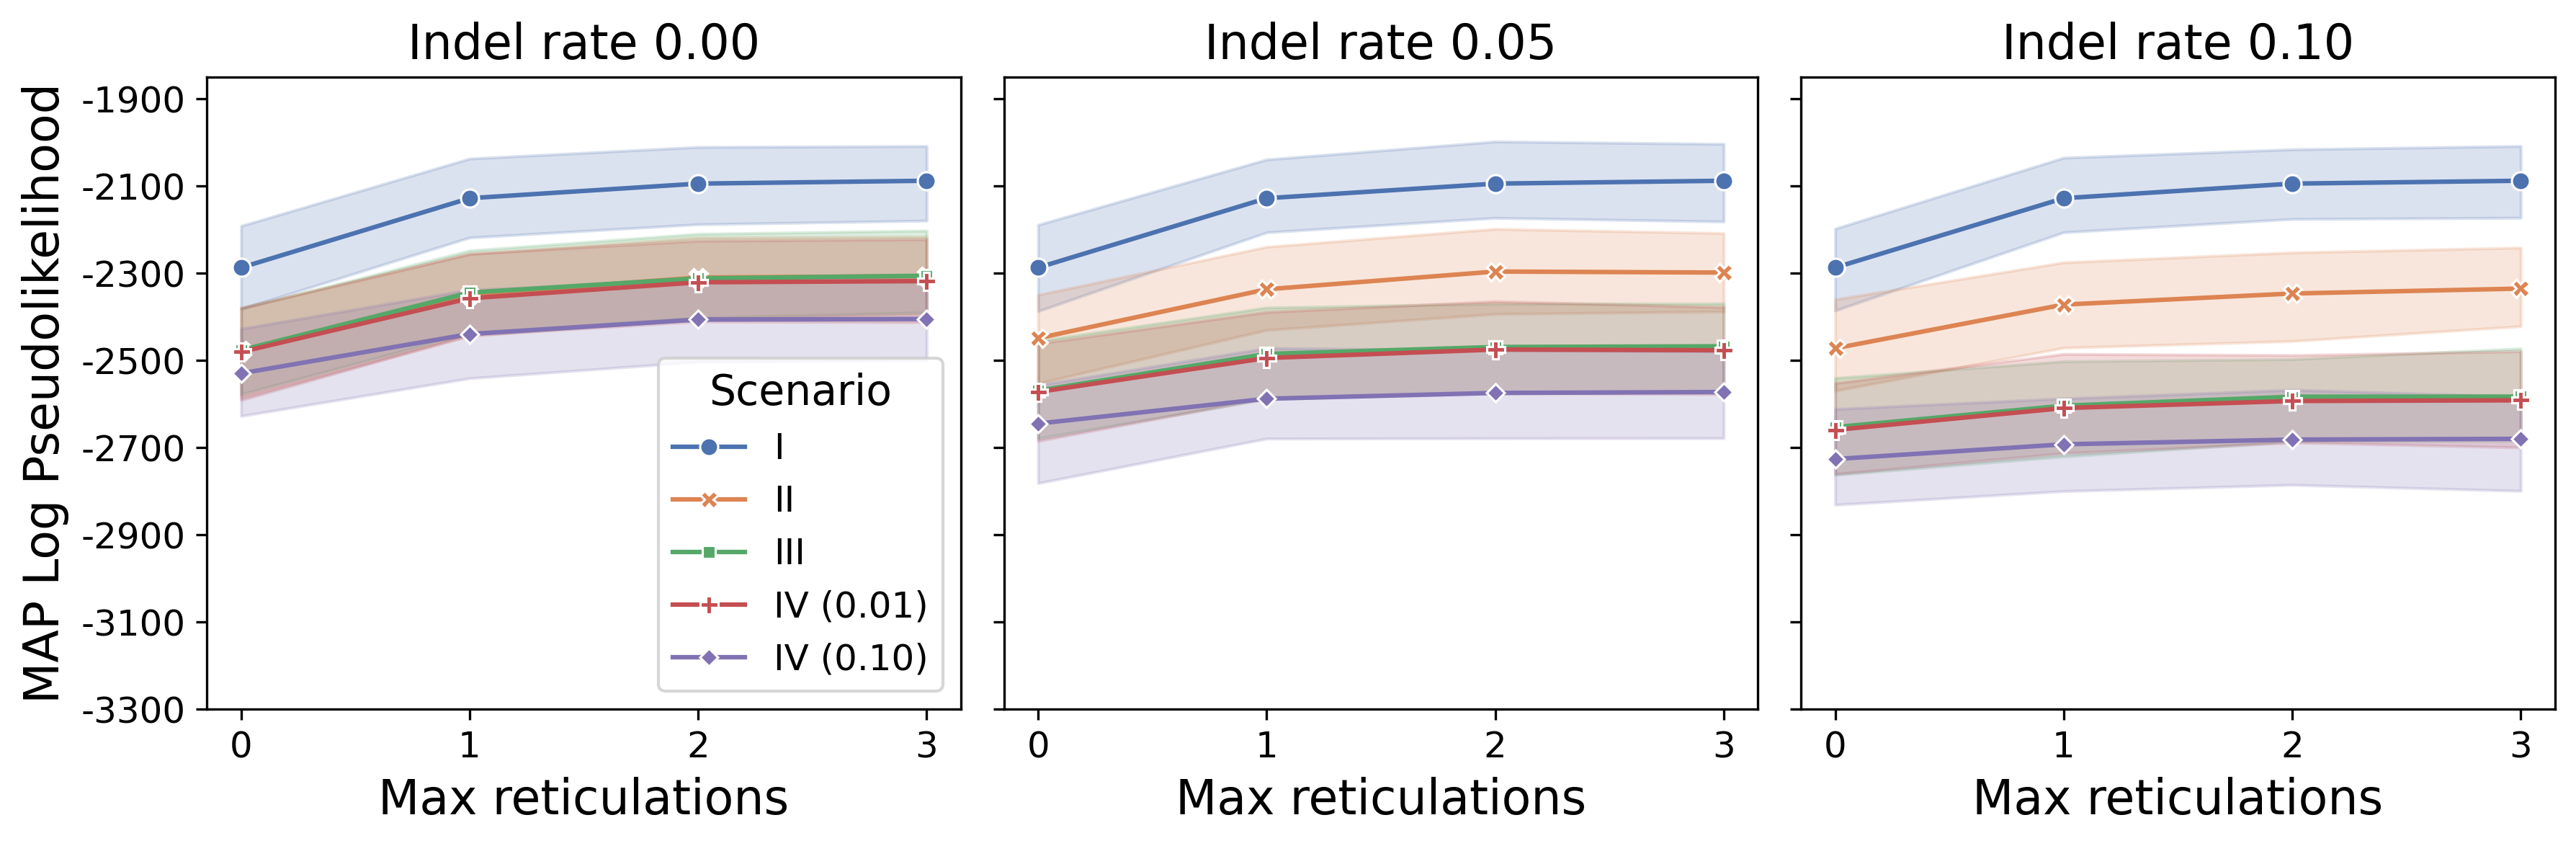 Indel rate 0.00
Indel rate 0.05
Indel rate 0.10
MAP Log Pseudolikelihood
-1900
-2100
-2300
-2500
-2700
-2900
-3100
-3300
Scenario
I
II
III
IV (0.01)
IV (0.10)
0 1 2 3
0 1 2 3
0 1 2 3
Max reticulations
Max reticulations
Max reticulations